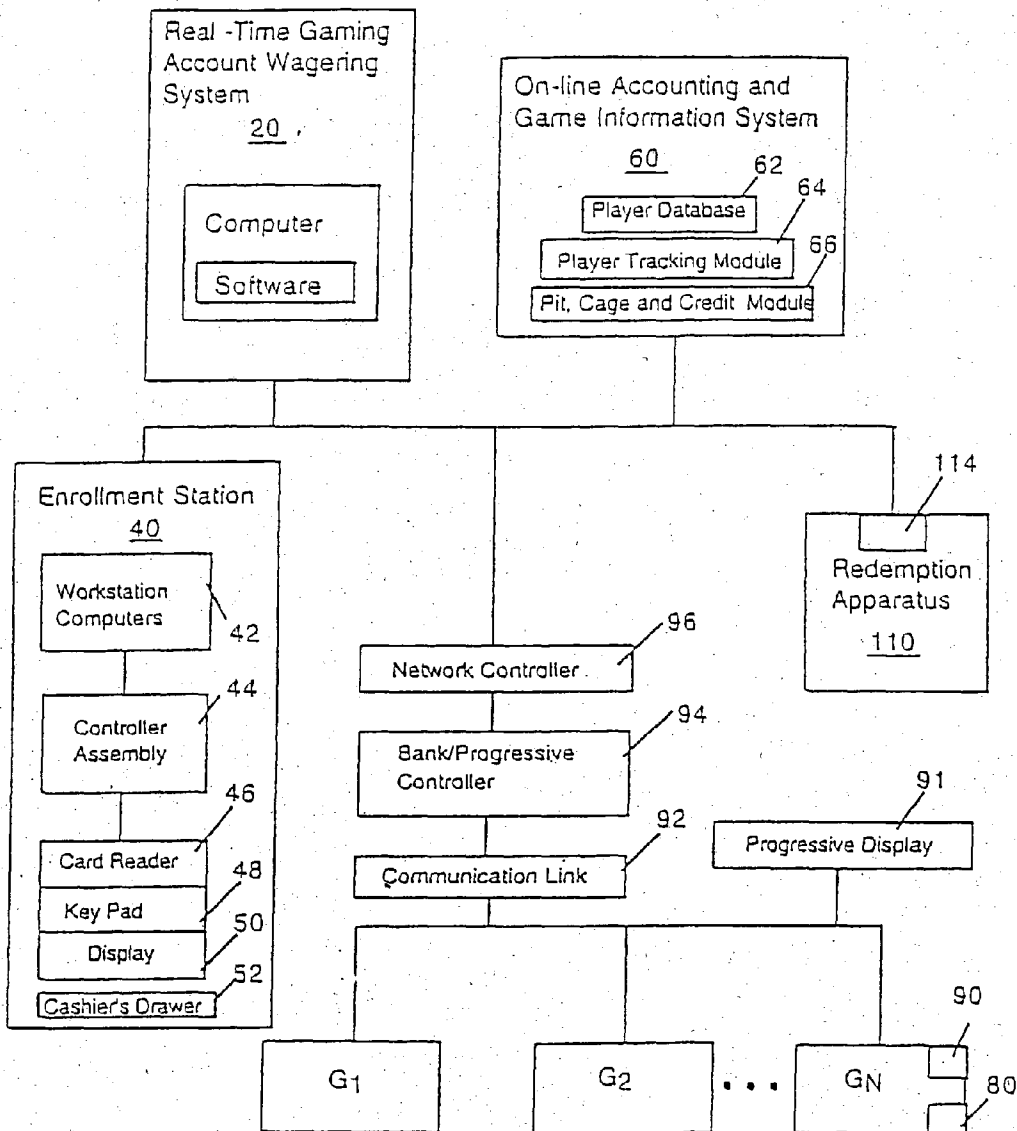 Real -Time Gaming
Account Wagering
System
20
Computer
Software
On-line Accounting and
Game Information System
60
62
Player Database
64
Player Tracking Module
66
Pit, Cage and Credit Module
Enrollment Station
40
Workstation
Computers
42
44
Controller
Assembly
46
Card Reader
48
Key Pad
50
Display
52
Cashier's Drawer
114
Redemption
Apparatus
110
96
Network Controller
94
Bank/Progressive
Controller
92
Communication Link
91
Progressive Display
G1
G2
GN
90
80